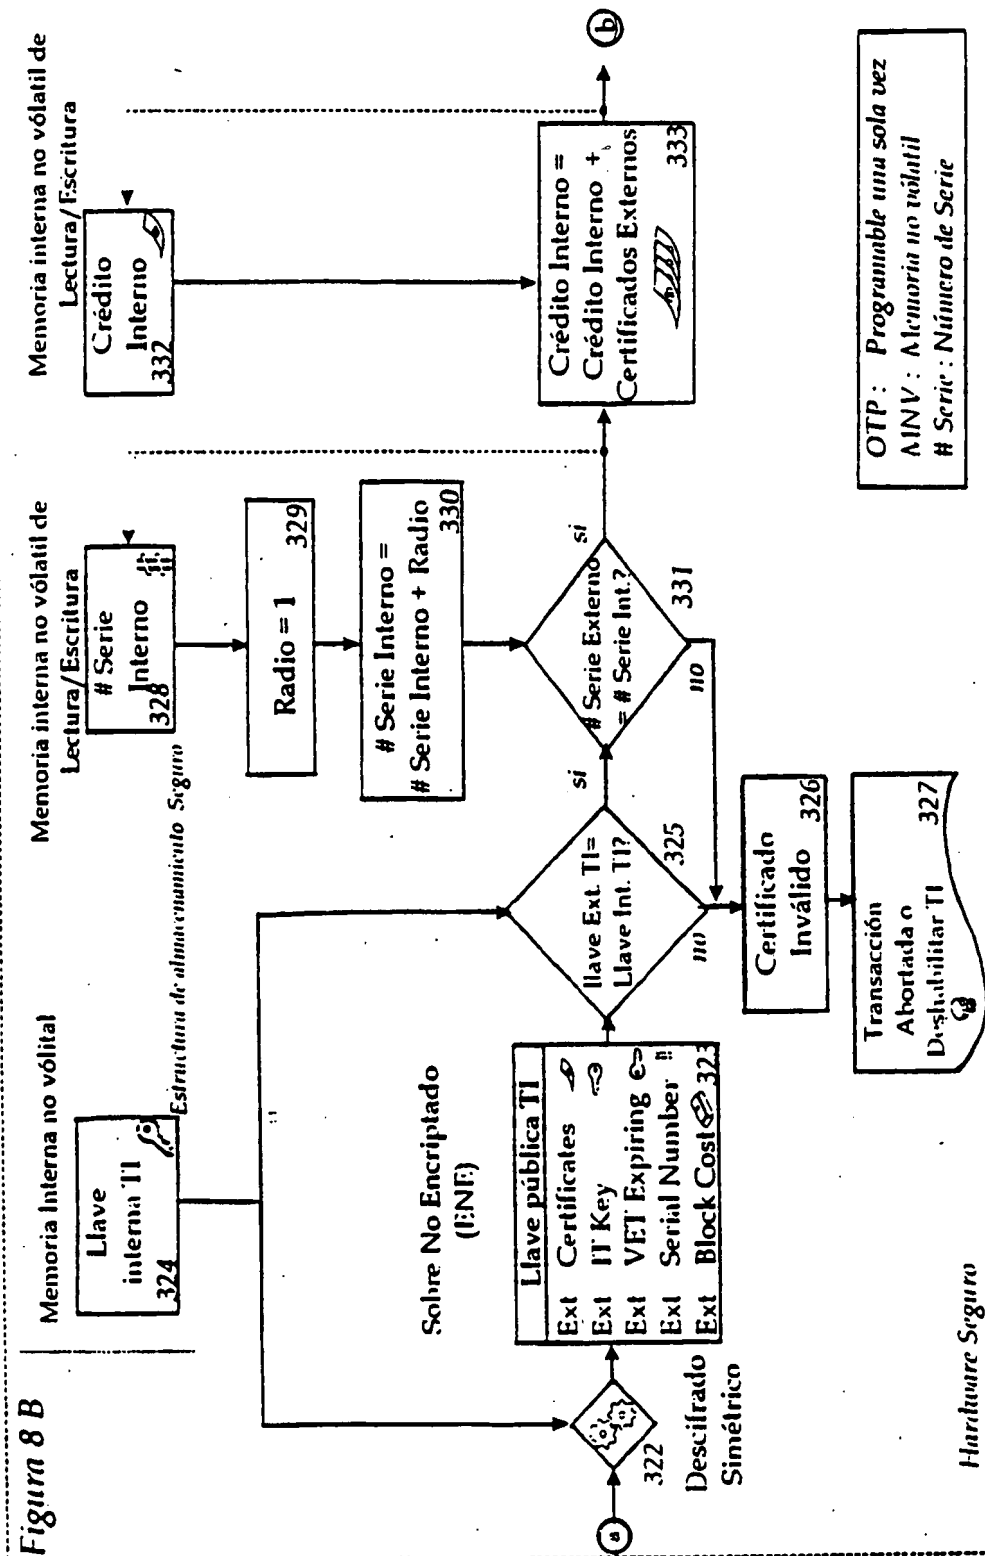 Figura 8 B
Memoria Interna no vólital
Llave
interna TI
324
Estructura de almacenamiento Seguro
Memoria interna no vólatil de
Lectura/Escritura
# Serie
Interno
328
Radio = 1
329
# Serie Interno =
# Serie Interno + Radio
330
Memoria interna no vólatil de
Lectura/Escritura
Crédito
Interno
332
Sobre No Encriptado
(ENE)
a
322
Descifrado
Simétrico
Llave pública TI
Ext Certificates
Ext IT Key
Ext VET Expiring
Ext Serial Number
Ext Block Cost
323
llave Ext. TI=
Llave Int. TI?
325
si
no
# Serie Externo
= # Serie Int.?
331
si
no
Crédito Interno =
Crédito Interno +
Certificados Externos
333
b
Certificado
Inválido
326
Transacción
Abortada o
Deshabilitar TI
327
OTP : Programable una sola vez
MNV : Memoria no vólatil
# Serie : Número de Serie
Hardware Seguro